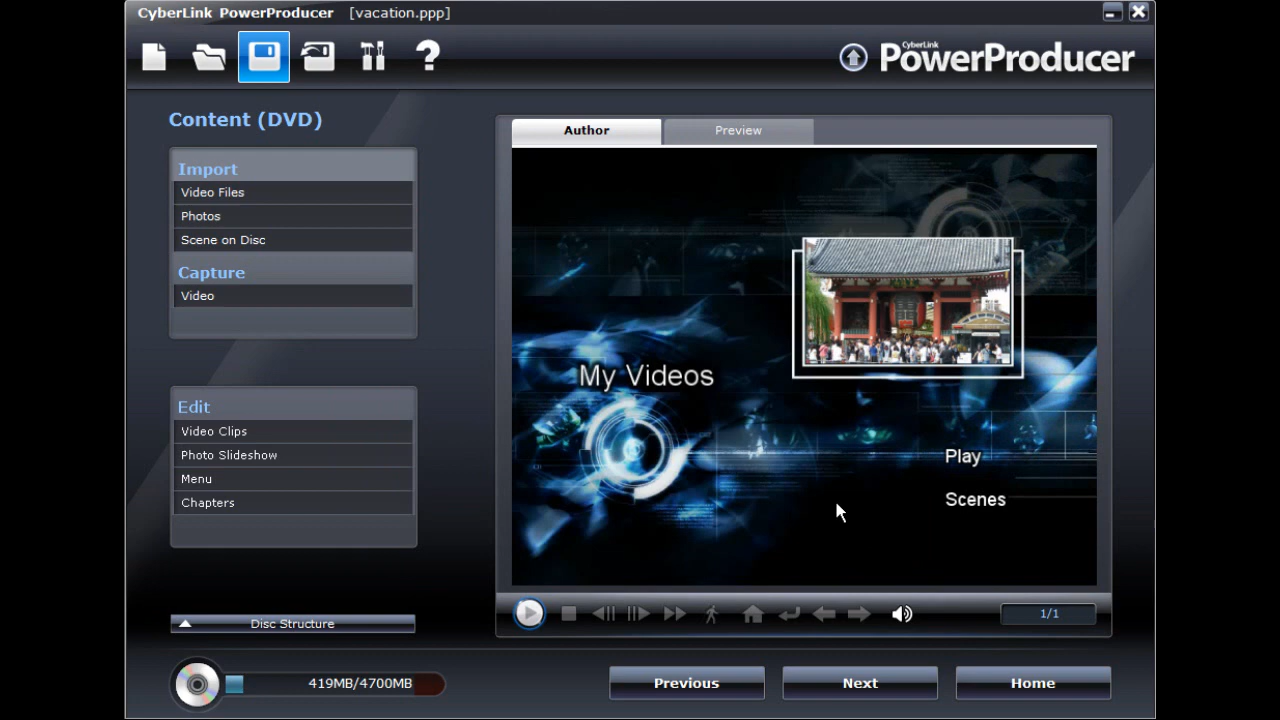 CyberLink PowerProducer [vacation.ppp]
?
CyberLink
PowerProducer
Content (DVD)
Import
Video Files
Photos
Scene on Disc
Capture
Video
Edit
Video Clips
Photo Slideshow
Menu
Chapters
Disc Structure
419MB/4700MB
Author Preview
My Videos
Play
Scenes
1/1
Previous Next Home